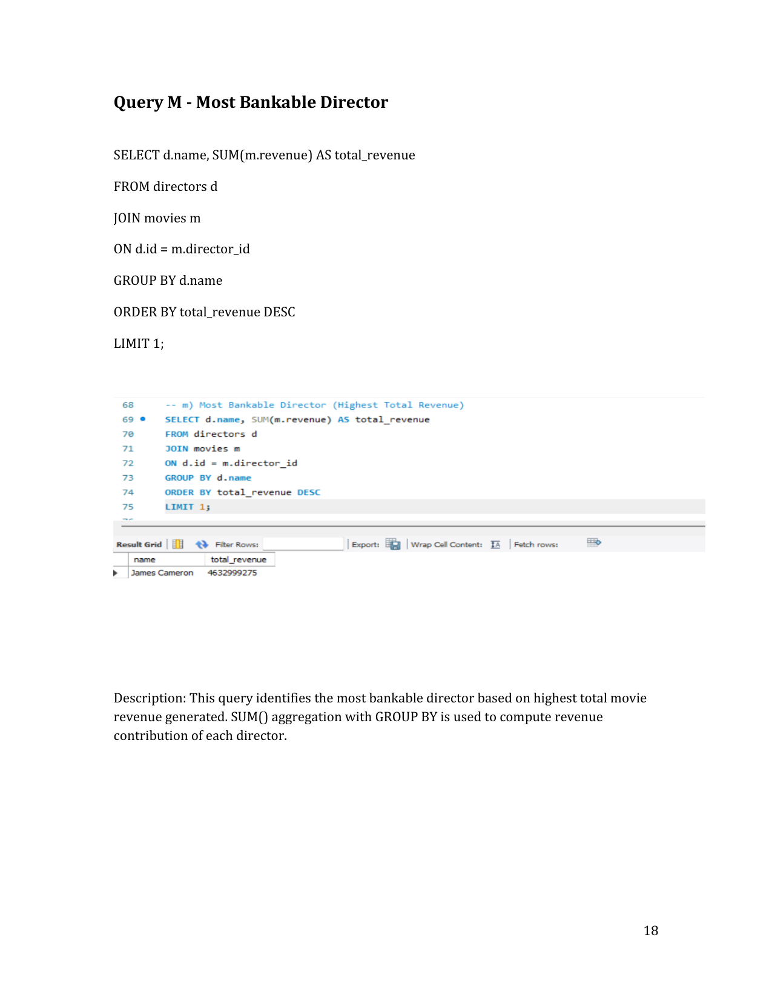 Query M - Most Bankable Director
SELECT d.name, SUM(m.revenue) AS total_revenue
FROM directors d
JOIN movies m
ON d.id = m.director_id
GROUP BY d.name
ORDER BY total_revenue DESC
LIMIT 1;
68 -- m) Most Bankable Director (Highest Total Revenue)
69 SELECT d.name, SUM(m.revenue) AS total_revenue
70 FROM directors d
71 JOIN movies m
72 ON d.id = m.director_id
73 GROUP BY d.name
74 ORDER BY total_revenue DESC
75 LIMIT 1;
Result Grid Filter Rows: Export: Wrap Cell Content: Fetch rows:
name total_revenue
James Cameron 4632999275
Description: This query identifies the most bankable director based on highest total movie
revenue generated. SUM() aggregation with GROUP BY is used to compute revenue
contribution of each director.
18